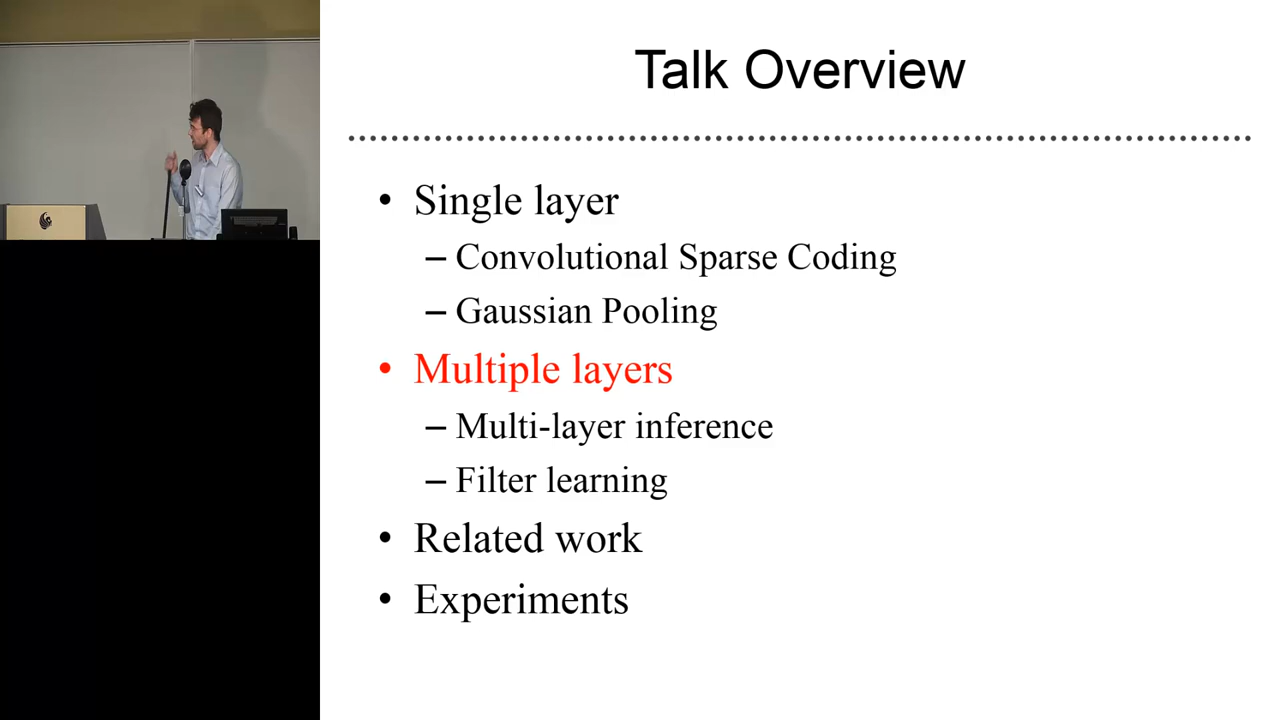 Talk Overview
• Single layer
– Convolutional Sparse Coding
– Gaussian Pooling
• Multiple layers
– Multi-layer inference
– Filter learning
• Related work
• Experiments